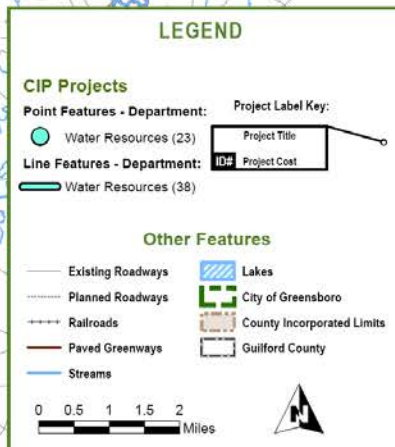 LEGEND
CIP Projects
Point Features - Department:
Water Resources (23)
Line Features - Department:
Water Resources (38)
Project Label Key:
Project Title
ID# Project Cost
Other Features
Existing Roadways
Planned Roadways
Railroads
Paved Greenways
Streams
Lakes
City of Greensboro
County Incorporated Limits
Guilford County
0 0.5 1 1.5 2
Miles
N